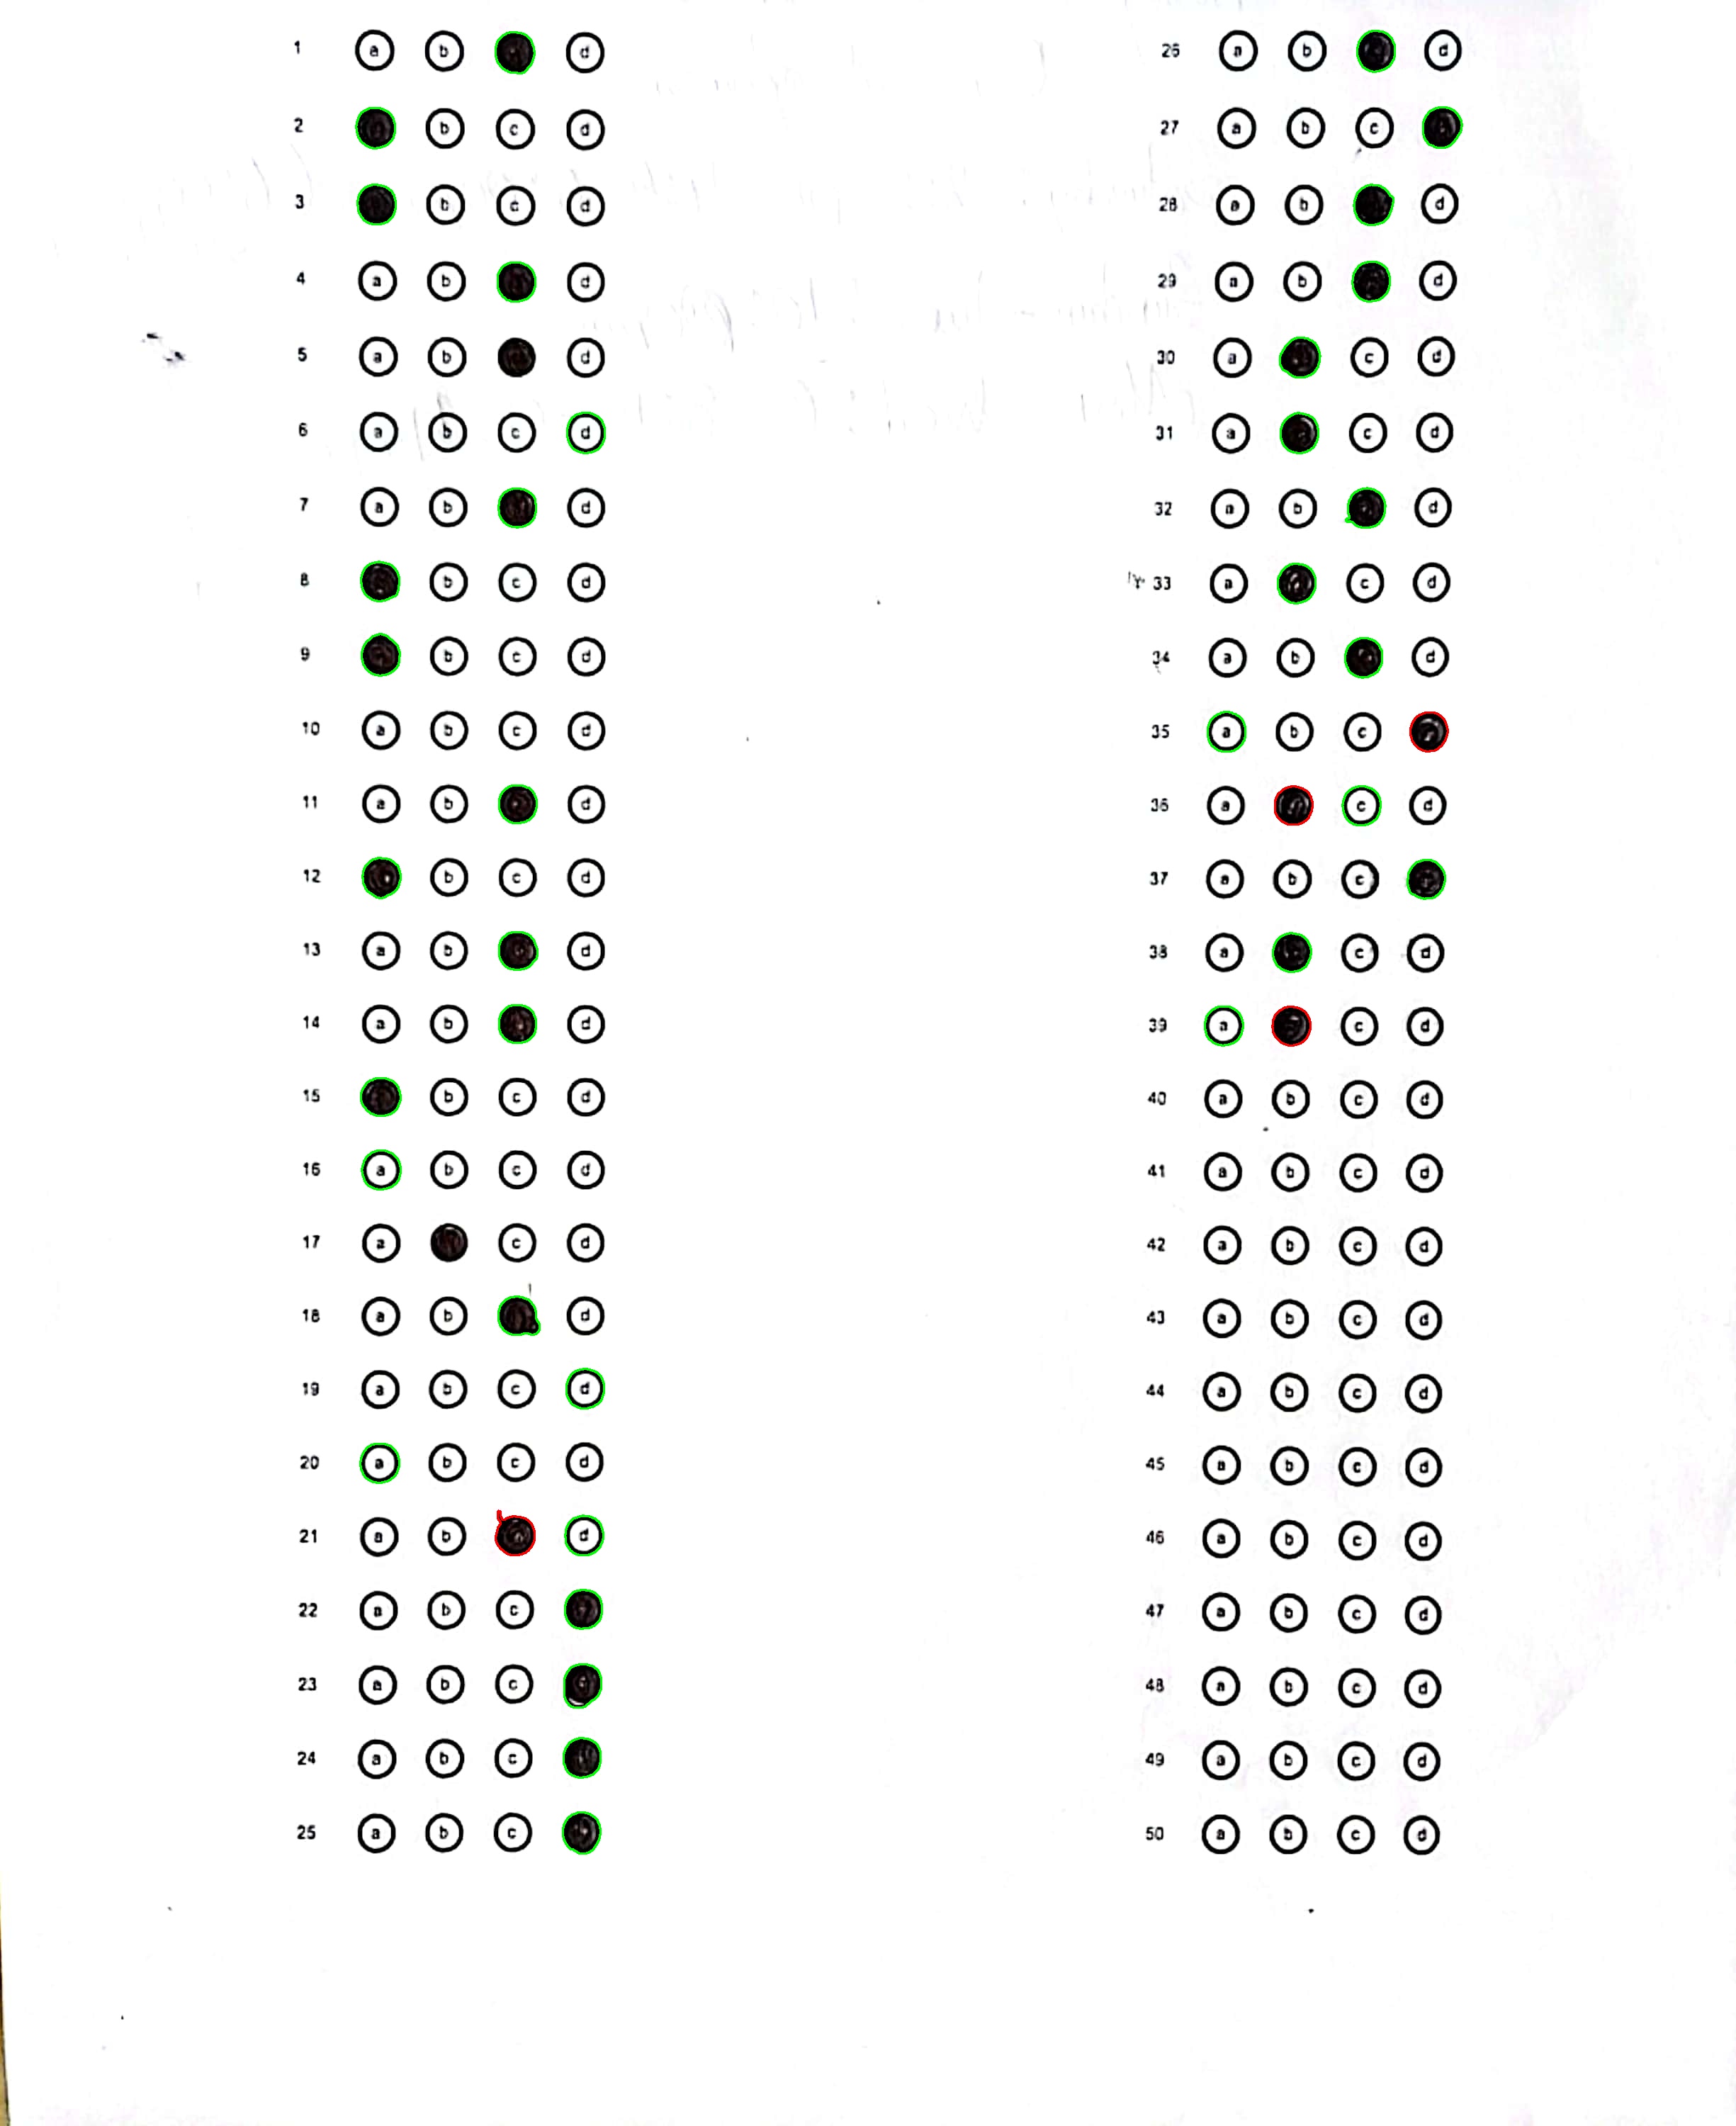 1 a b d
2 b c d
3 b c d
4 a b d
5 a b d
6 a b c d
7 a b d
8 b c d
9 b c d
10 a b c d
11 a b d
12 b c d
13 a b d
14 a b d
15 b c d
16 a b c d
17 a c d
18 a b d
19 a b c d
20 a b c d
21 a b d
22 a b c
23 a b c
24 a b c
25 a b c
26 a b d
27 a b c
28 a b d
29 a b d
30 a c d
31 a c d
32 a b d
33 a c d
34 a b d
35 a b c
36 a c d
37 a b c
38 a c d
39 a c d
40 a b c d
41 a b c d
42 a b c d
43 a b c d
44 a b c d
45 a b c d
46 a b c d
47 a b c d
48 a b c d
49 a b c d
50 a b c d